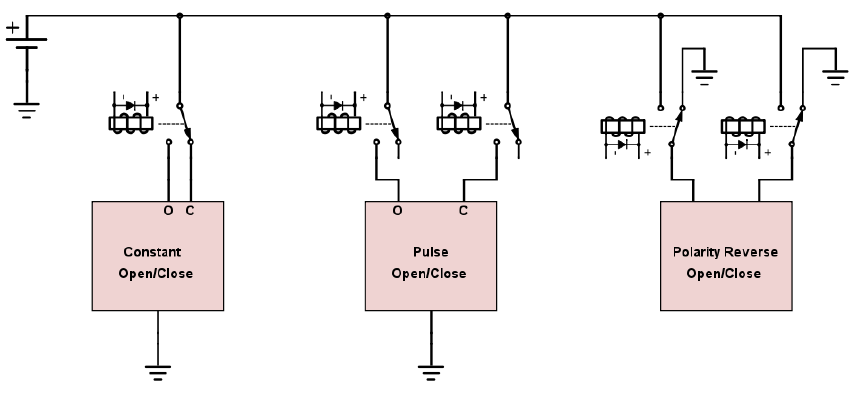 +
- +
- +
- +
- +
- +
O C
O C
Constant
Open/Close
Pulse
Open/Close
Polarity Reverse
Open/Close